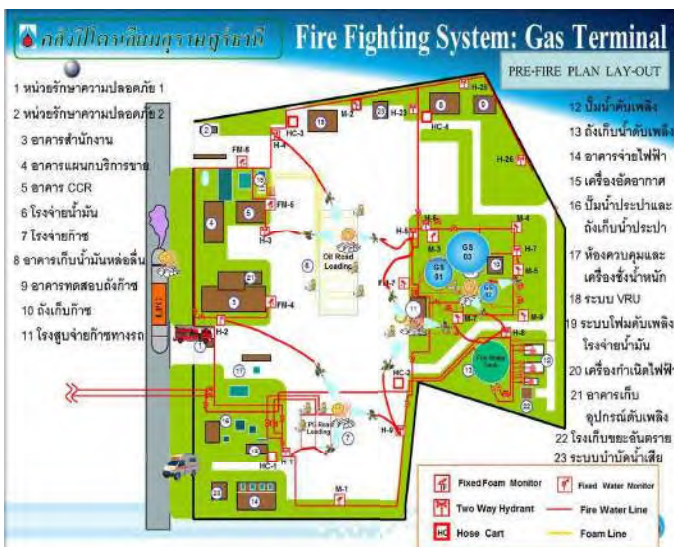 คลังปิโตรเลียมสุราษฎร์ธานี
Fire Fighting System: Gas Terminal
PRE-FIRE PLAN LAY-OUT
1 หน่วยรักษาความปลอดภัย 1
2 หน่วยรักษาความปลอดภัย 2
3 อาคารสำนักงาน
4 อาคารแผนกบริการขาย
5 อาคาร CCR
6 โรงจ่ายน้ำมัน
7 โรงจ่ายก๊าซ
8 อาคารเก็บน้ำมันหล่อลื่น
9 อาคารทดสอบถังก๊าซ
10 ถังเก็บก๊าซ
11 โรงสูบจ่ายก๊าซทางรถ
12 ปั๊มน้ำดับเพลิง
13 ถังเก็บน้ำดับเพลิง
14 อาคารจ่ายไฟฟ้า
15 เครื่องอัดอากาศ
16 ปั๊มน้ำประปาและ
ถังเก็บน้ำประปา
17 ห้องควบคุมและ
เครื่องชั่งน้ำหนัก
18 ระบบ VRU
19 ระบบโฟมดับเพลิง
โรงจ่ายน้ำมัน
20 เครื่องกำเนิดไฟฟ้า
21 อาคารเก็บ
อุปกรณ์ดับเพลิง
22 โรงเก็บขยะอันตราย
23 ระบบบำบัดน้ำเสีย
HC-3
M-2
H-23
HC-4
H-25
H-26
H-4
FM-6
FM-5
H-3
Oil Road
Loading
H-5
H-6
M-3
M-4
H-7
M-5
GS
03
GS
01
FM-4
FM-7
M-7
M-9
H-8
H-2
LPG
Fire Water
Tank
HC-2
H-9
Road
Loading
HC-1
H-1
M-1
Fixed Foam Monitor
Fixed Water Monitor
Two Way Hydrant
Fire Water Line
HC
Hose Cart
Foam Line